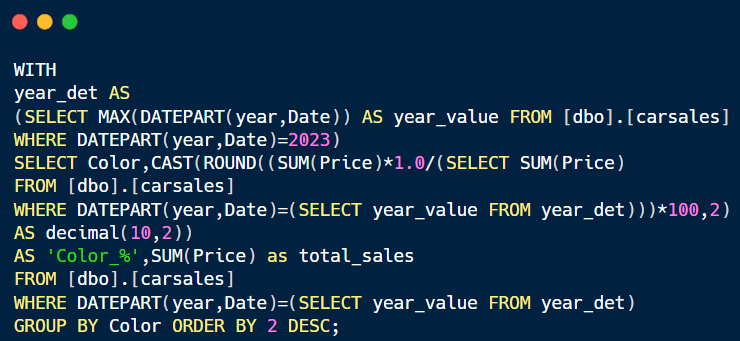 WITH
year_det AS
(SELECT MAX(DATEPART(year,Date)) AS year_value FROM [dbo].[carsales]
WHERE DATEPART(year,Date)=2023)
SELECT Color,CAST(ROUND((SUM(Price)*1.0/(SELECT SUM(Price)
FROM [dbo].[carsales]
WHERE DATEPART(year,Date)=(SELECT year_value FROM year_det)))*100,2)
AS decimal(10,2))
AS 'Color_%',SUM(Price) as total_sales
FROM [dbo].[carsales]
WHERE DATEPART(year,Date)=(SELECT year_value FROM year_det)
GROUP BY Color ORDER BY 2 DESC;